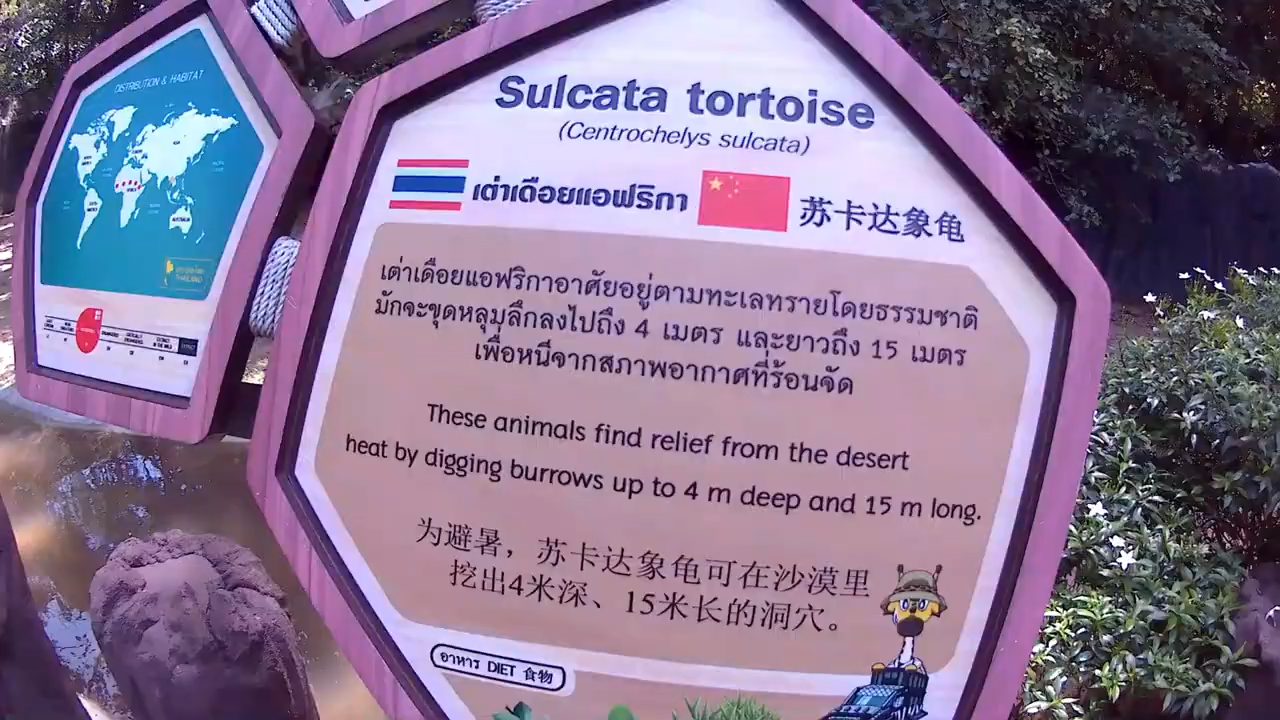 DISTRIBUTION & HABITAT
Sulcata tortoise
(Centrochelys sulcata)
เต่าเดือยแอฟริกา
苏卡达象龟
เต่าเดือยแอฟริกาอาศัยอยู่ตามทะเลทรายโดยธรรมชาติ
มักจะขุดหลุมลึกลงไปถึง 4 เมตร และยาวถึง 15 เมตร
เพื่อหนีจากสภาพอากาศที่ร้อนจัด
These animals find relief from the desert
heat by digging burrows up to 4 m deep and 15 m long.
为避暑，苏卡达象龟可在沙漠里
挖出4米深、15米长的洞穴。
อาหาร DIET 食物